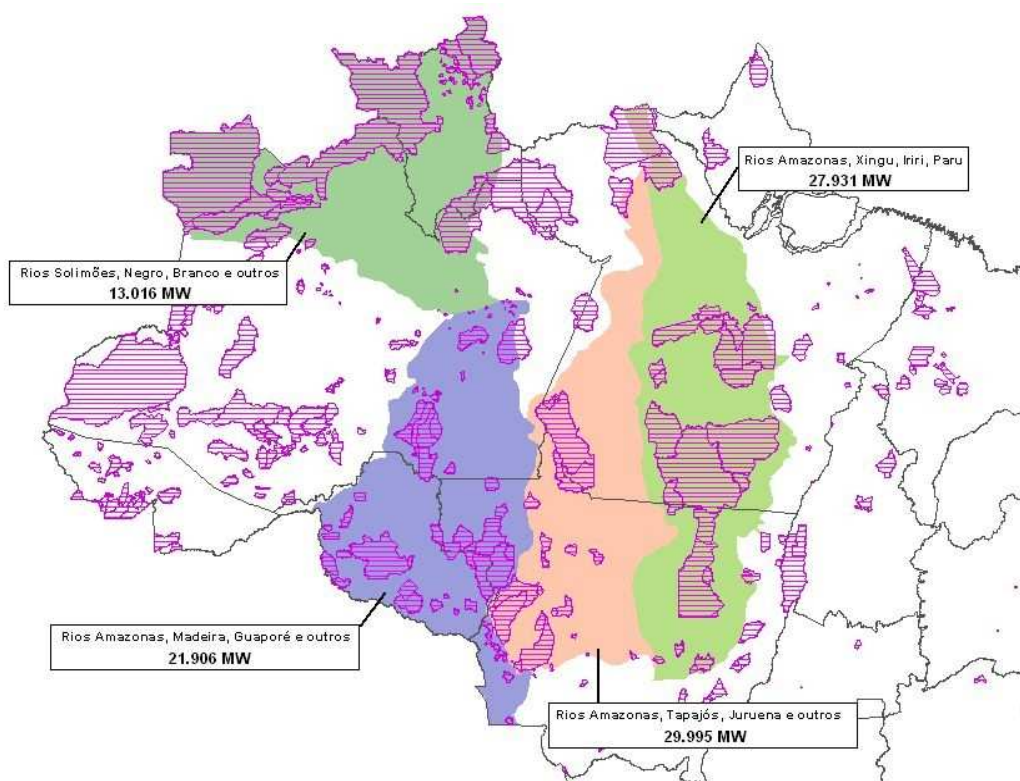 Rios Amazonas, Xingu, Iriri, Paru
27.931 MW
Rios Solimões, Negro, Branco e outros
13.016 MW
Rios Amazonas, Madeira, Guaporé e outros
21.906 MW
Rios Amazonas, Tapajós, Juruena e outros
29.995 MW